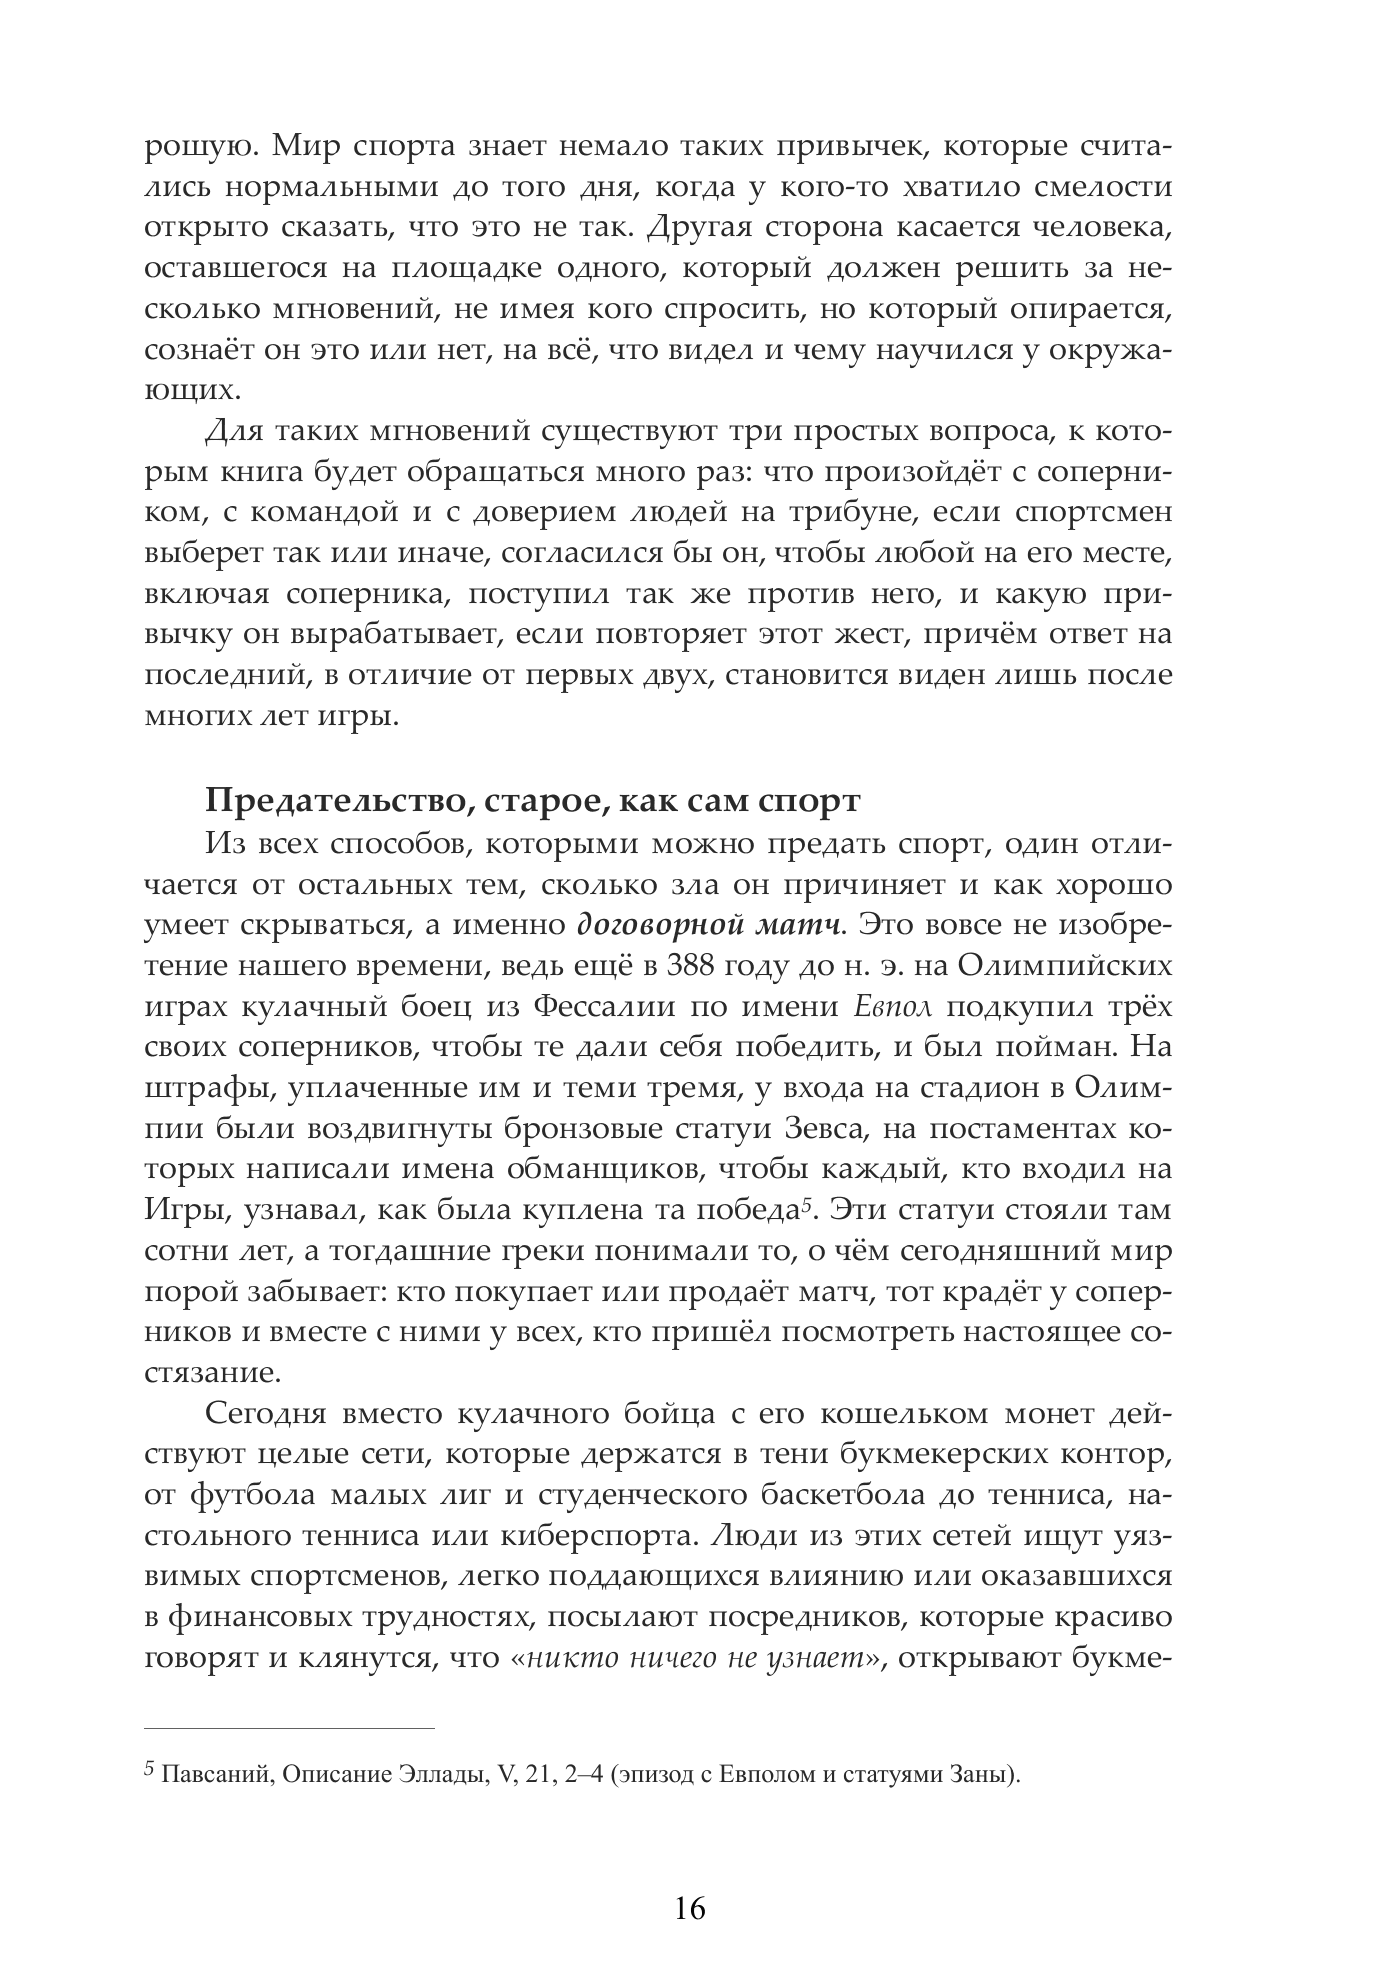 рошую. Мир спорта знает немало таких привычек, которые счита-
лись нормальными до того дня, когда у кого-то хватило смелости
открыто сказать, что это не так. Другая сторона касается человека,
оставшегося на площадке одного, который должен решить за не-
сколько мгновений, не имея кого спросить, но который опирается,
сознаёт он это или нет, на всё, что видел и чему научился у окружа-
ющих.
Для таких мгновений существуют три простых вопроса, к кото-
рым книга будет обращаться много раз: что произойдёт с соперни-
ком, с командой и с доверием людей на трибуне, если спортсмен
выберет так или иначе, согласился бы он, чтобы любой на его месте,
включая соперника, поступил так же против него, и какую при-
вычку он вырабатывает, если повторяет этот жест, причём ответ на
последний, в отличие от первых двух, становится виден лишь после
многих лет игры.
Предательство, старое, как сам спорт
Из всех способов, которыми можно предать спорт, один отли-
чается от остальных тем, сколько зла он причиняет и как хорошо
умеет скрываться, а именно договорной матч. Это вовсе не изобре-
тение нашего времени, ведь ещё в 388 году до н. э. на Олимпийских
играх кулачный боец из Фессалии по имени Евпол подкупил трёх
своих соперников, чтобы те дали себя победить, и был пойман. На
штрафы, уплаченные им и теми тремя, у входа на стадион в Олим-
пии были воздвигнуты бронзовые статуи Зевса, на постаментах ко-
торых написали имена обманщиков, чтобы каждый, кто входил на
Игры, узнавал, как была куплена та победа5. Эти статуи стояли там
сотни лет, а тогдашние греки понимали то, о чём сегодняшний мир
порой забывает: кто покупает или продаёт матч, тот крадёт у сопер-
ников и вместе с ними у всех, кто пришёл посмотреть настоящее со-
стязание.
Сегодня вместо кулачного бойца с его кошельком монет дей-
ствуют целые сети, которые держатся в тени букмекерских контор,
от футбола малых лиг и студенческого баскетбола до тенниса, на-
стольного тенниса или киберспорта. Люди из этих сетей ищут уяз-
вимых спортсменов, легко поддающихся влиянию или оказавшихся
в финансовых трудностях, посылают посредников, которые красиво
говорят и клянутся, что «никто ничего не узнает», открывают букме-
5 Павсаний, Описание Эллады, V, 21, 2–4 (эпизод с Евполом и статуями Заны).
16